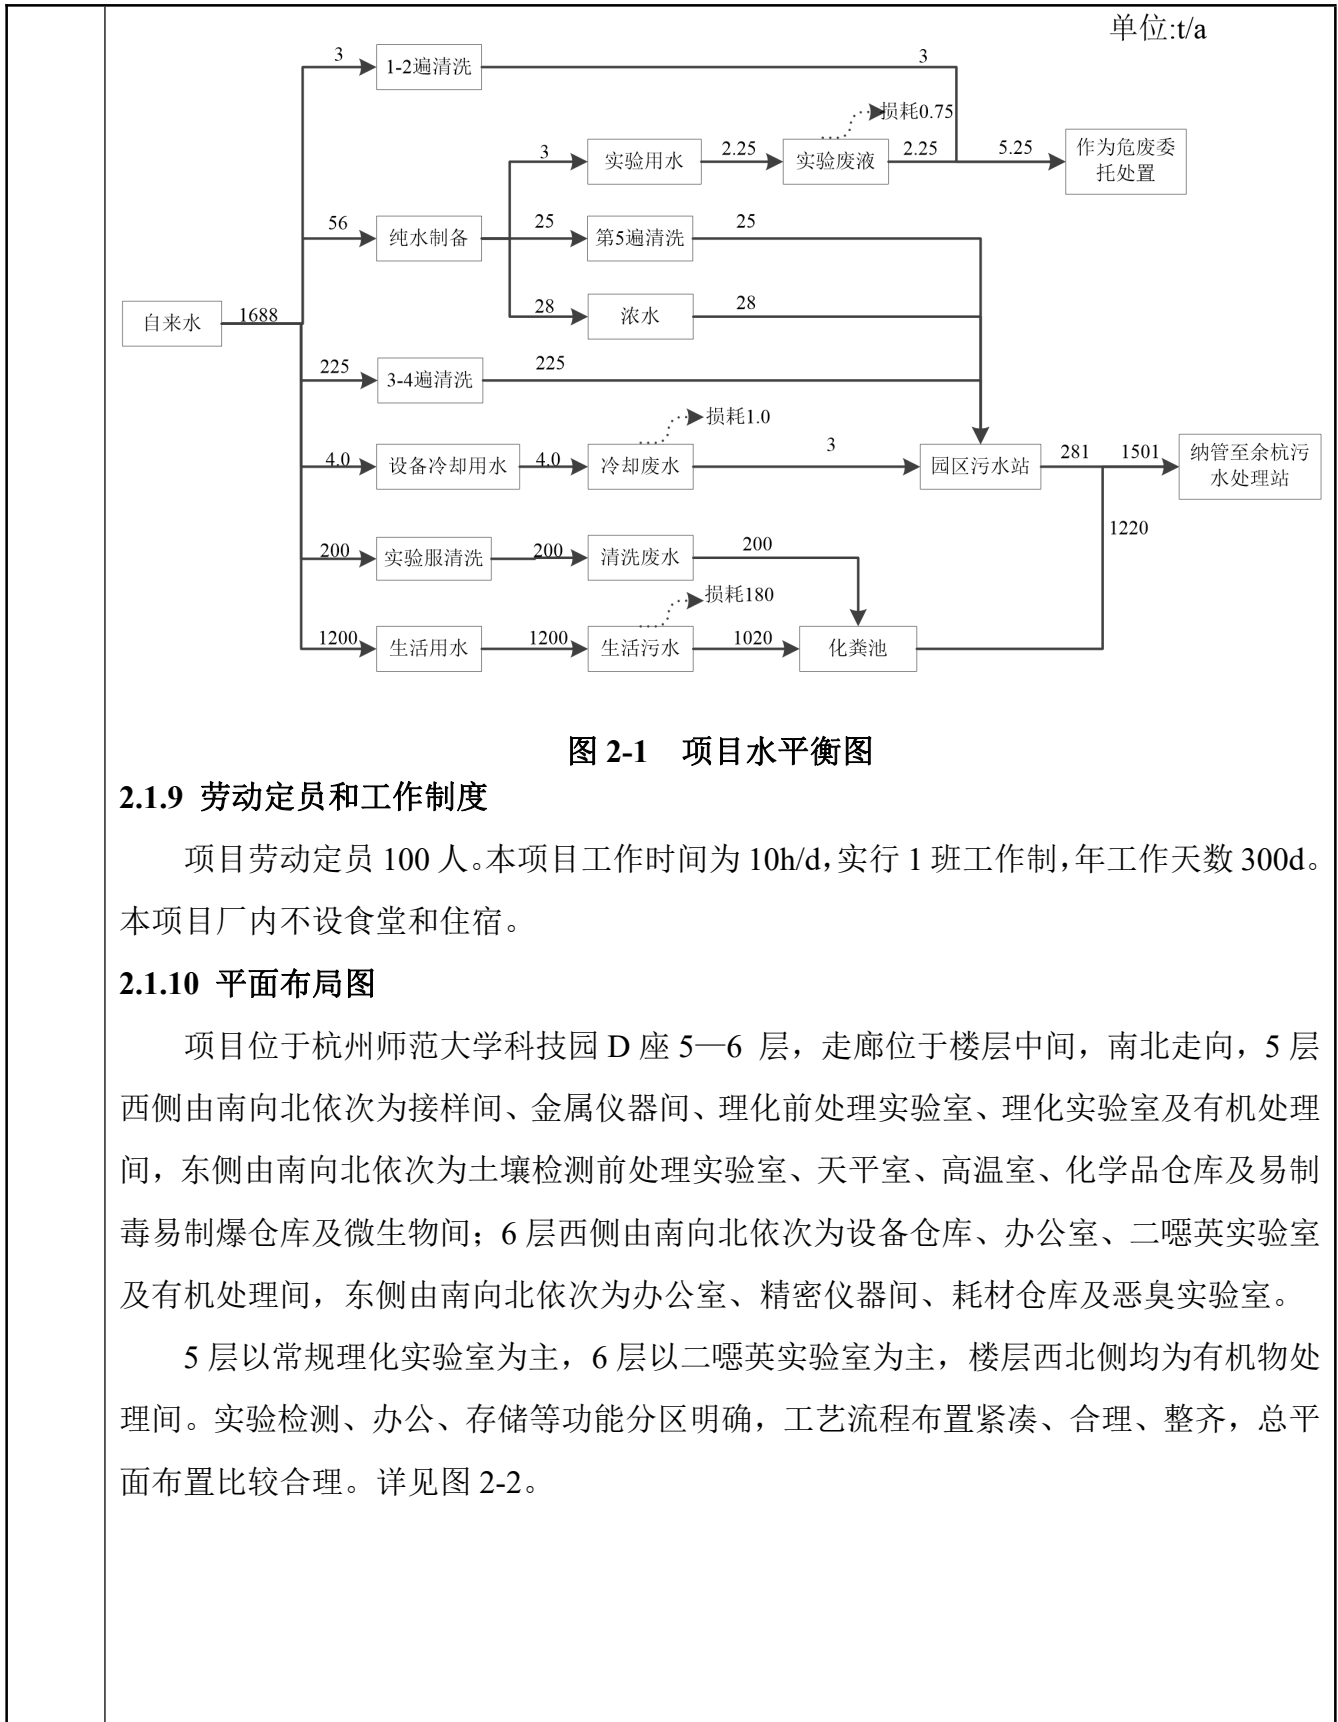 单位:t/a
3
1-2遍清洗
3
损耗0.75
3
实验用水
2.25
实验废液
2.25
5.25
作为危废委
托处置
56
纯水制备
25
第5遍清洗
25
28
浓水
28
自来水
1688
225
3-4遍清洗
225
损耗1.0
4.0
设备冷却用水
4.0
冷却废水
3
园区污水站
281
1501
纳管至余杭污
水处理站
1220
200
实验服清洗
200
清洗废水
200
损耗180
1200
生活用水
1200
生活污水
1020
化粪池
图 2-1 项目水平衡图
2.1.9 劳动定员和工作制度
项目劳动定员 100 人。本项目工作时间为 10h/d，实行 1 班工作制，年工作天数 300d。
本项目厂内不设食堂和住宿。
2.1.10 平面布局图
项目位于杭州师范大学科技园 D 座 5—6 层，走廊位于楼层中间，南北走向，5 层
西侧由南向北依次为接样间、金属仪器间、理化前处理实验室、理化实验室及有机处理
间，东侧由南向北依次为土壤检测前处理实验室、天平室、高温室、化学品仓库及易制
毒易制爆仓库及微生物间；6 层西侧由南向北依次为设备仓库、办公室、二噁英实验室
及有机处理间，东侧由南向北依次为办公室、精密仪器间、耗材仓库及恶臭实验室。
5 层以常规理化实验室为主，6 层以二噁英实验室为主，楼层西北侧均为有机物处
理间。实验检测、办公、存储等功能分区明确，工艺流程布置紧凑、合理、整齐，总平
面布置比较合理。详见图 2-2。